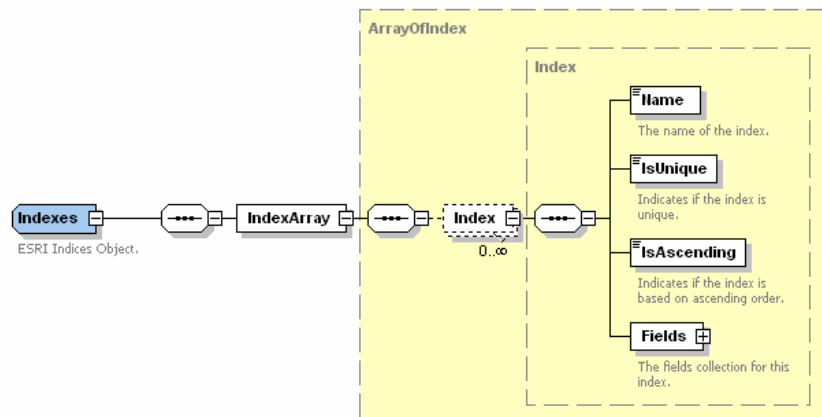 ArrayOfIndex
Index
Name
The name of the index.
IsUnique
Indicates if the index is
unique.
Indexes
ESRI Indices Object.
IndexArray
Index
0..∞
IsAscending
Indicates if the index is
based on ascending order.
Fields
The fields collection for this
index.